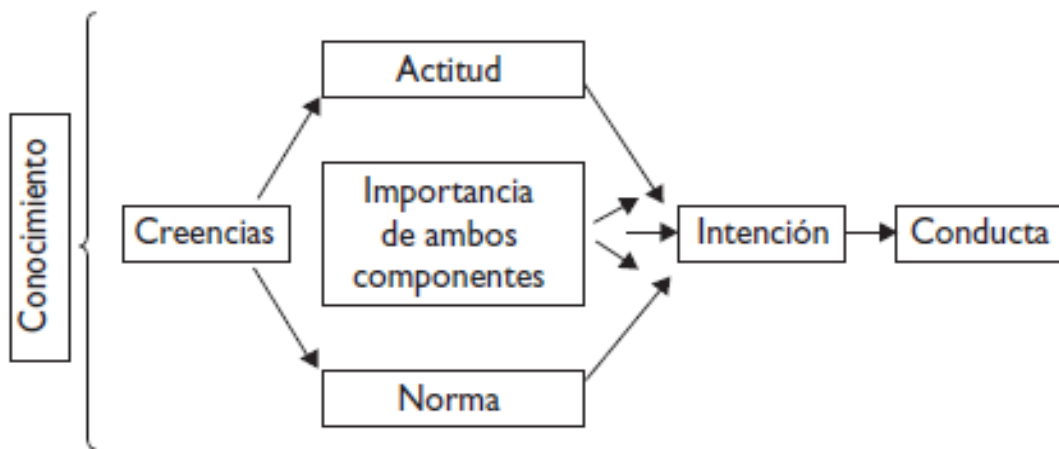 Conocimiento
Creencias
Actitud
Importancia
de ambos
componentes
Norma
Intención
Conducta